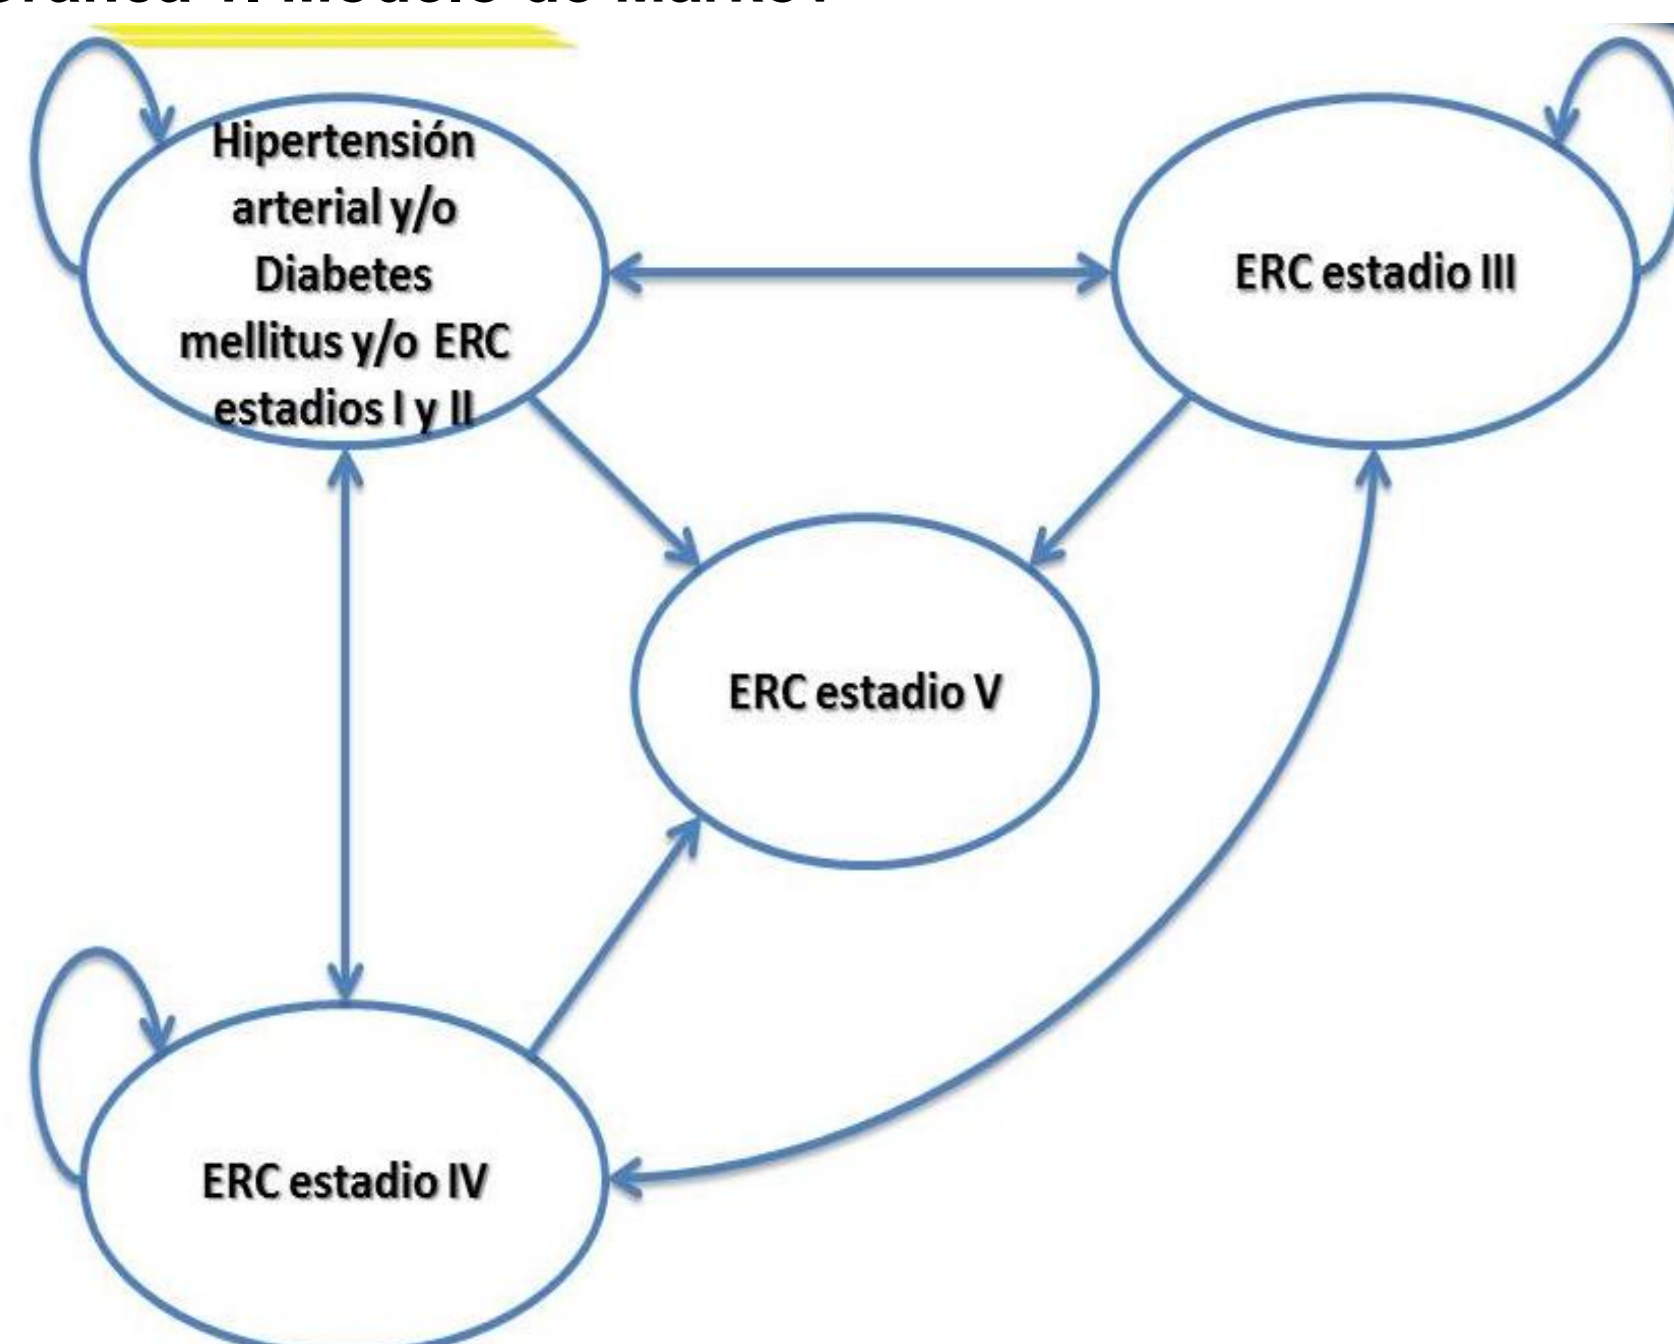 Hipertensión
arterial y/o
Diabetes
mellitus y/o ERC
estadios I y II
ERC estadio III
ERC estadio V
ERC estadio IV